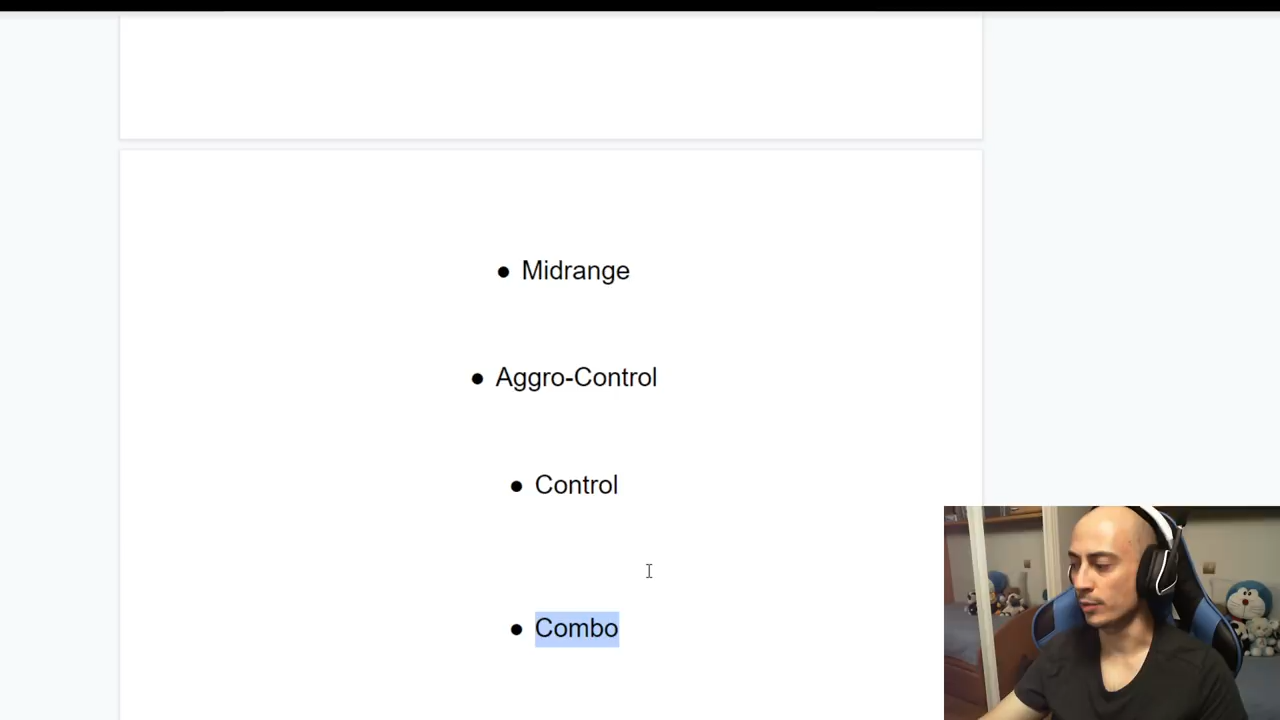 ● Midrange
● Aggro-Control
● Control
● Combo